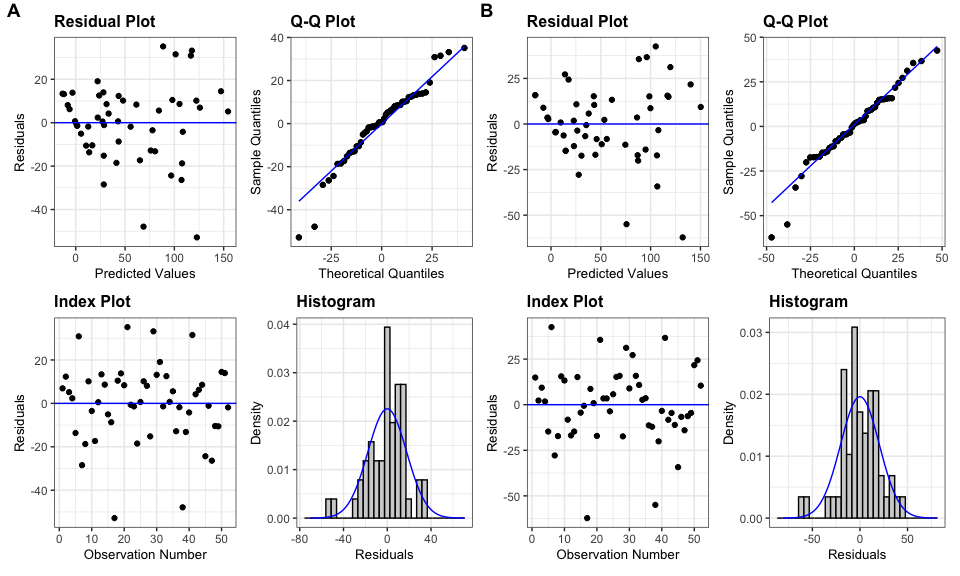 A
B
Residual Plot
Q-Q Plot
Residual Plot
Q-Q Plot
Residuals
20
0
-20
-40
0
50
100
150
Predicted Values
Sample Quantiles
40
20
0
-20
-40
-25
0
25
Theoretical Quantiles
Residuals
25
0
-25
-50
0
50
100
150
Predicted Values
Sample Quantiles
50
25
0
-25
-50
-50
-25
0
25
50
Theoretical Quantiles
Index Plot
Histogram
Index Plot
Histogram
Residuals
20
0
-20
-40
0
10
20
30
40
50
Observation Number
Density
0.04
0.03
0.02
0.01
0.00
-80
-40
0
40
Residuals
Residuals
25
0
-25
-50
0
10
20
30
40
50
Observation Number
Density
0.03
0.02
0.01
0.00
-50
0
50
Residuals